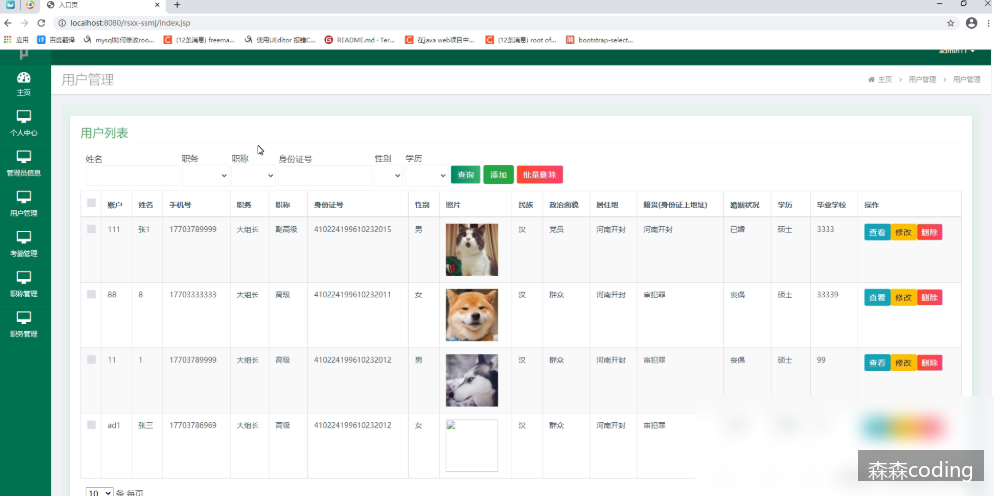 入口页
localhost:8080/rsxx-ssmj/index.jsp
应用 百度翻译 mysql如何修改roo... (12条消息) freema... 使用UEditor 报错C... README.md · Ter... 在java web项目中... (12条消息) root of... bootstrap-select...
admin11
主页
个人中心
管理员信息
用户管理
考勤管理
职称管理
职务管理
用户管理
主页 > 用户管理 > 用户管理
用户列表
姓名 职务 职称 身份证号 性别 学历
查询 添加 批量删除
账户 姓名 手机号 职务 职称 身份证号 性别 照片 民族 政治面貌 居住地 籍贯(身份证上地址) 婚姻状况 学历 毕业学校 操作
111 张1 17703789999 大组长 副高级 410224199610232015 男 汉 党员 河南开封 河南开封 已婚 硕士 3333 查看 修改 删除
88 8 17703333333 大组长 高级 410224199610232011 女 汉 群众 河南开封 审犯罪 丧偶 硕士 33339 查看 修改 删除
11 1 17703789999 大组长 高级 410224199610232012 男 汉 群众 河南开封 审犯罪 丧偶 硕士 99 查看 修改 删除
ad1 张三 17703786969 大组长 高级 410224199610232012 女 汉 群众 河南开封 审犯罪
10 条 每页
森森coding